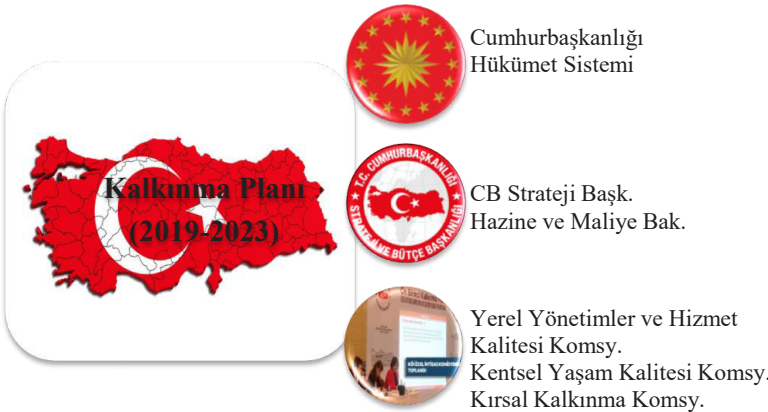 Kalkınma Planı
(2019-2023)
Cumhurbaşkanlığı
Hükümet Sistemi
T.C. CUMHURBAŞKANLIĞI
STRATEJİ VE BÜTÇE BAŞKANLIĞI
CB Strateji Başk.
Hazine ve Maliye Bak.
TOPLANDI
Yerel Yönetimler ve Hizmet
Kalitesi Komsy.
Kentsel Yaşam Kalitesi Komsy.
Kırsal Kalkınma Komsy.